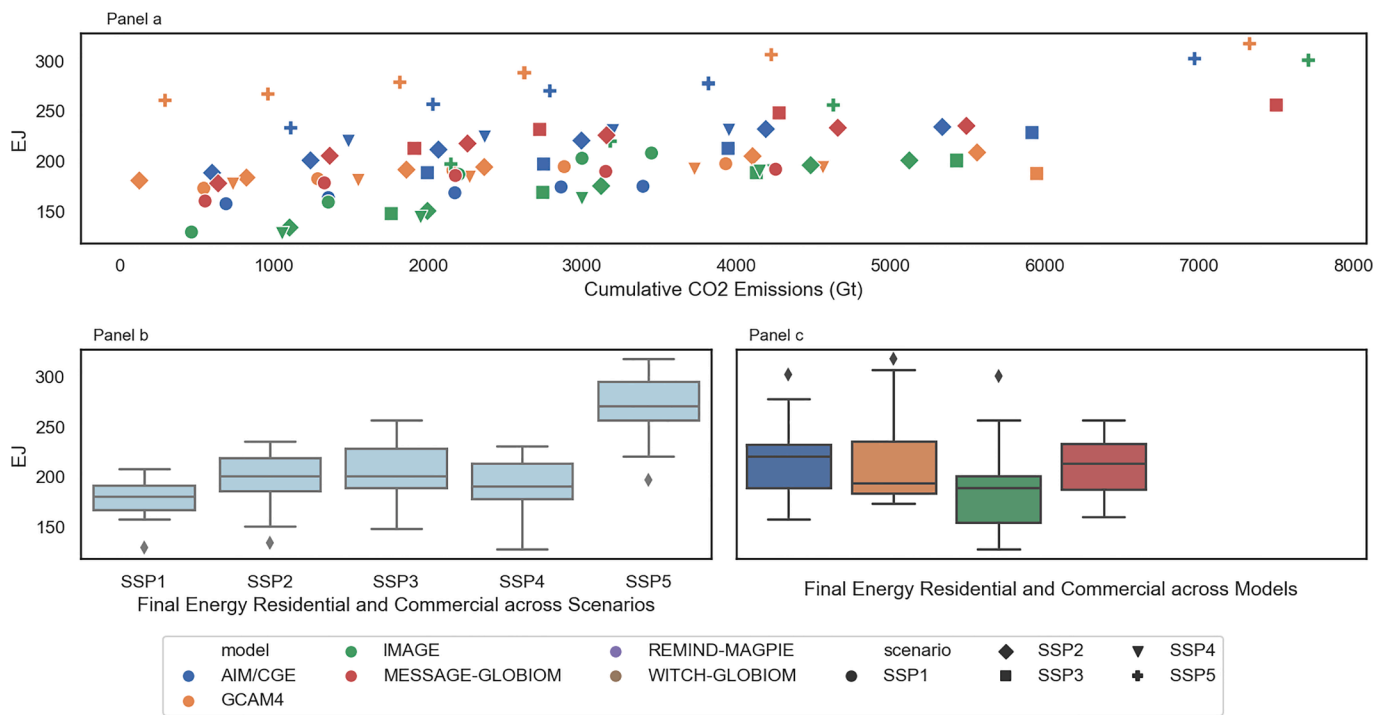 Panel a
300
250
200
150
EJ
0 1000 2000 3000 4000 5000 6000 7000 8000
Cumulative CO2 Emissions (Gt)
Panel b
Panel c
300
250
200
150
EJ
SSP1 SSP2 SSP3 SSP4 SSP5
Final Energy Residential and Commercial across Scenarios
Final Energy Residential and Commercial across Models
model IMAGE REMIND-MAGPIE scenario SSP2 SSP4
AIM/CGE MESSAGE-GLOBIOM WITCH-GLOBIOM SSP1 SSP3 SSP5
GCAM4